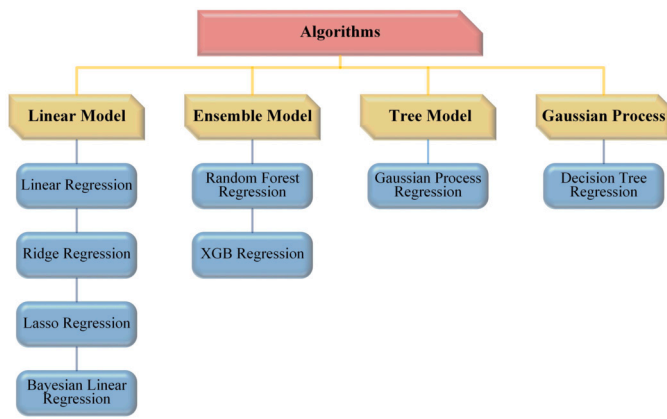 Algorithms
Linear Model
Ensemble Model
Tree Model
Gaussian Process
Linear Regression
Random Forest
Regression
Gaussian Process
Regression
Decision Tree
Regression
Ridge Regression
XGB Regression
Lasso Regression
Bayesian Linear
Regression